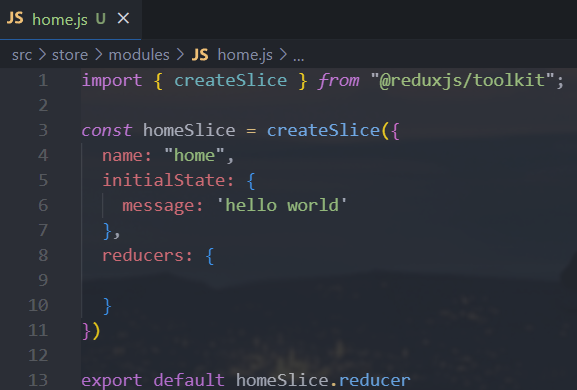 JS home.js U ×
src > store > modules > JS home.js > ...
1 import { createSlice } from "@reduxjs/toolkit";
2
3 const homeSlice = createSlice({
4   name: "home",
5   initialState: {
6     message: 'hello world'
7   },
8   reducers: {
9
10   }
11 })
12
13 export default homeSlice.reducer